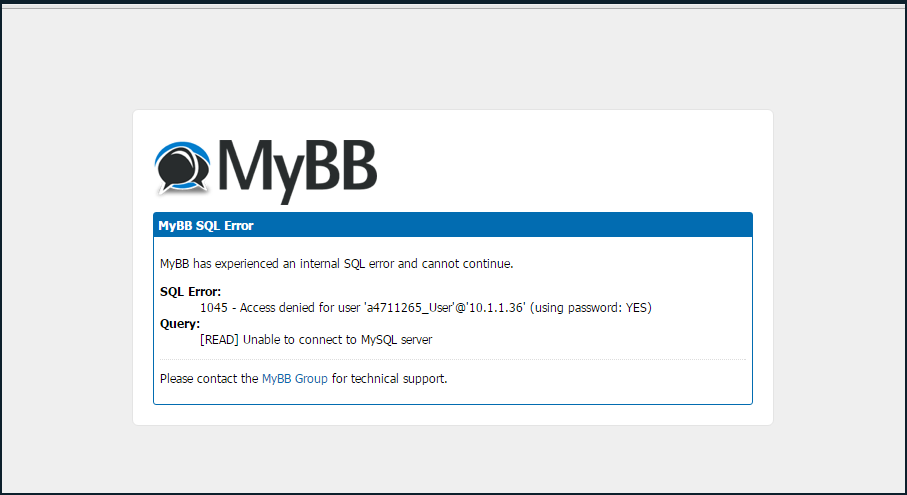 MyBB
MyBB SQL Error
MyBB has experienced an internal SQL error and cannot continue.
SQL Error:
1045 - Access denied for user 'a4711265_User'@'10.1.1.36' (using password: YES)
Query:
[READ] Unable to connect to MySQL server
Please contact the MyBB Group for technical support.